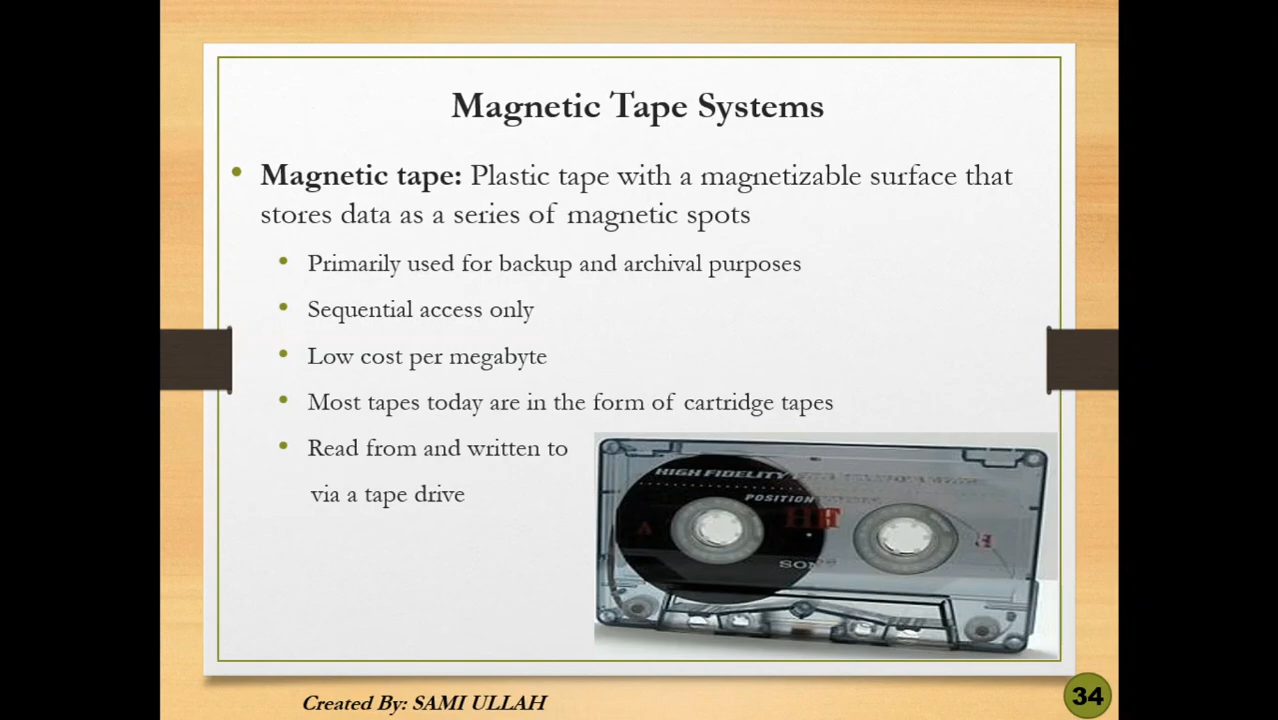 Magnetic Tape Systems
• Magnetic tape: Plastic tape with a magnetizable surface that
stores data as a series of magnetic spots
• Primarily used for backup and archival purposes
• Sequential access only
• Low cost per megabyte
• Most tapes today are in the form of cartridge tapes
• Read from and written to
via a tape drive
HIGH FIDELITY
POSITION
A
HF
SONY
Created By: SAMI ULLAH
34